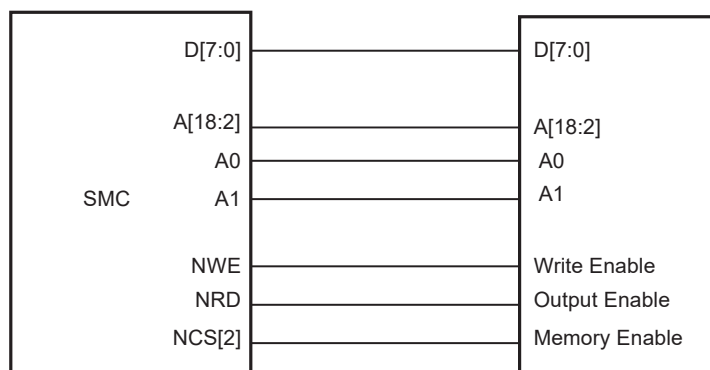 D[7:0] D[7:0]
A[18:2] A[18:2]
A0 A0
SMC A1 A1
NWE Write Enable
NRD Output Enable
NCS[2] Memory Enable